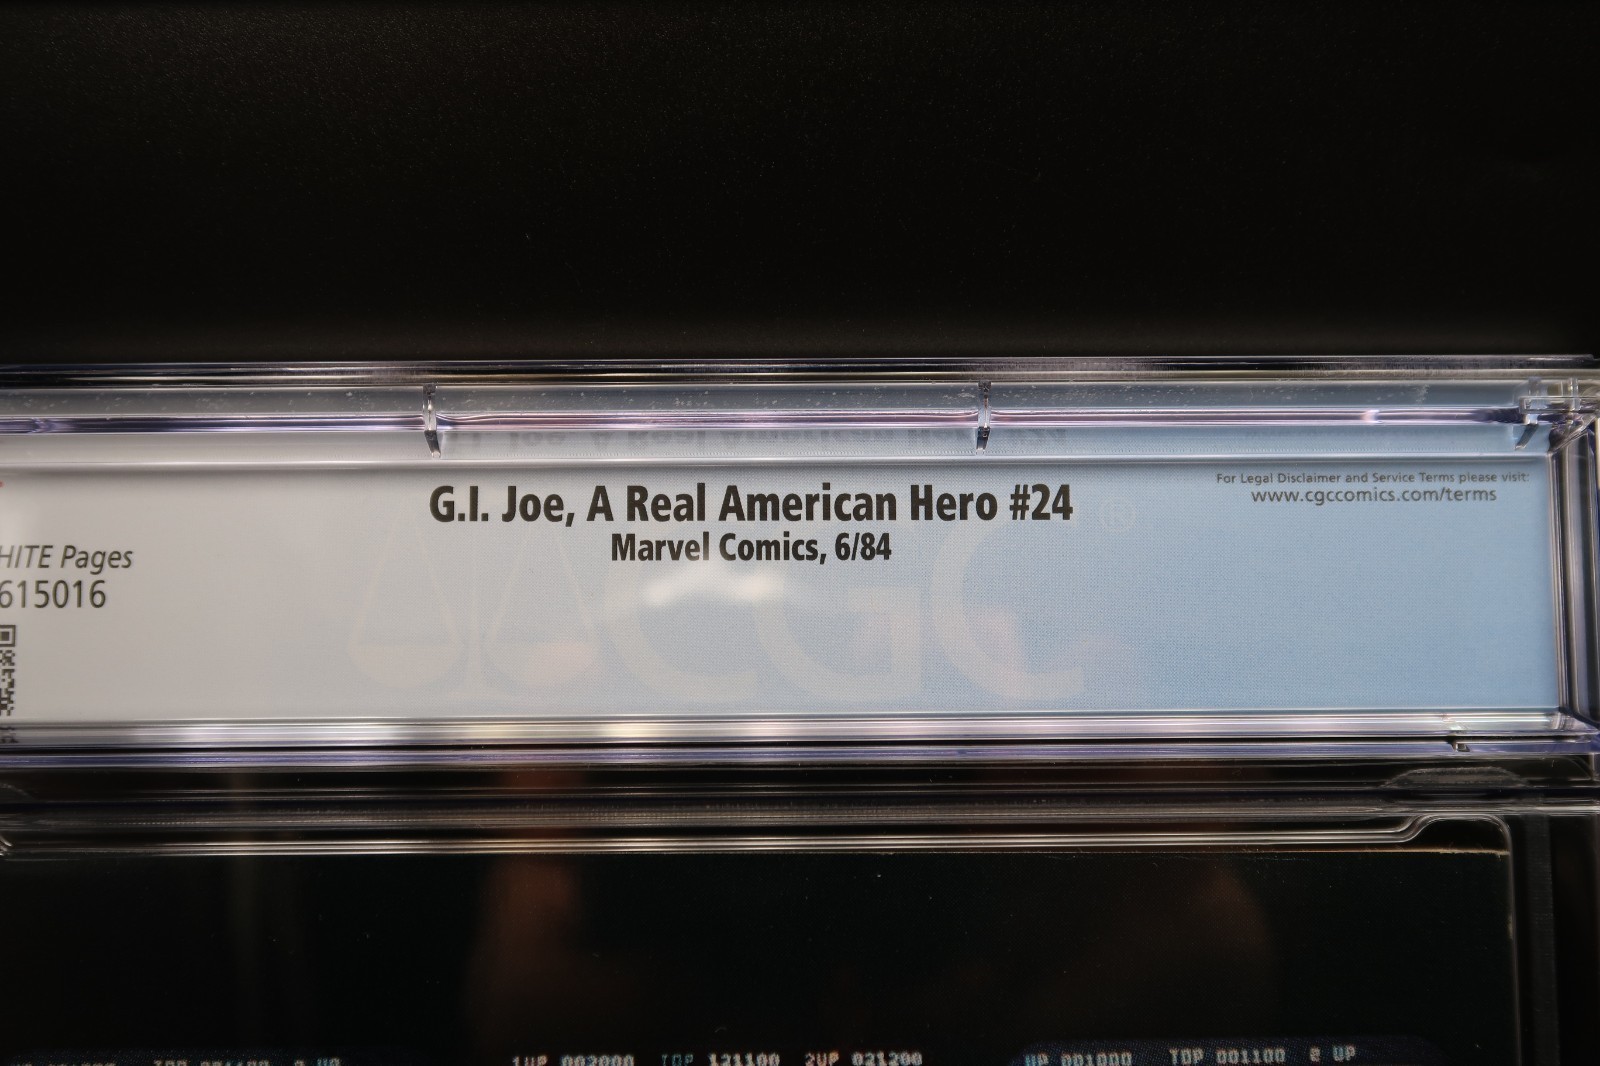 G.I. Joe, A Real American Hero #24
Marvel Comics, 6/84
For Legal Disclaimer and Service Terms please visit:
www.cgccomics.com/terms
HITE Pages
615016
CGC
®
1UP 002000 TOP 121100 2UP 021200
UP 001000 TOP 001100 2 UP